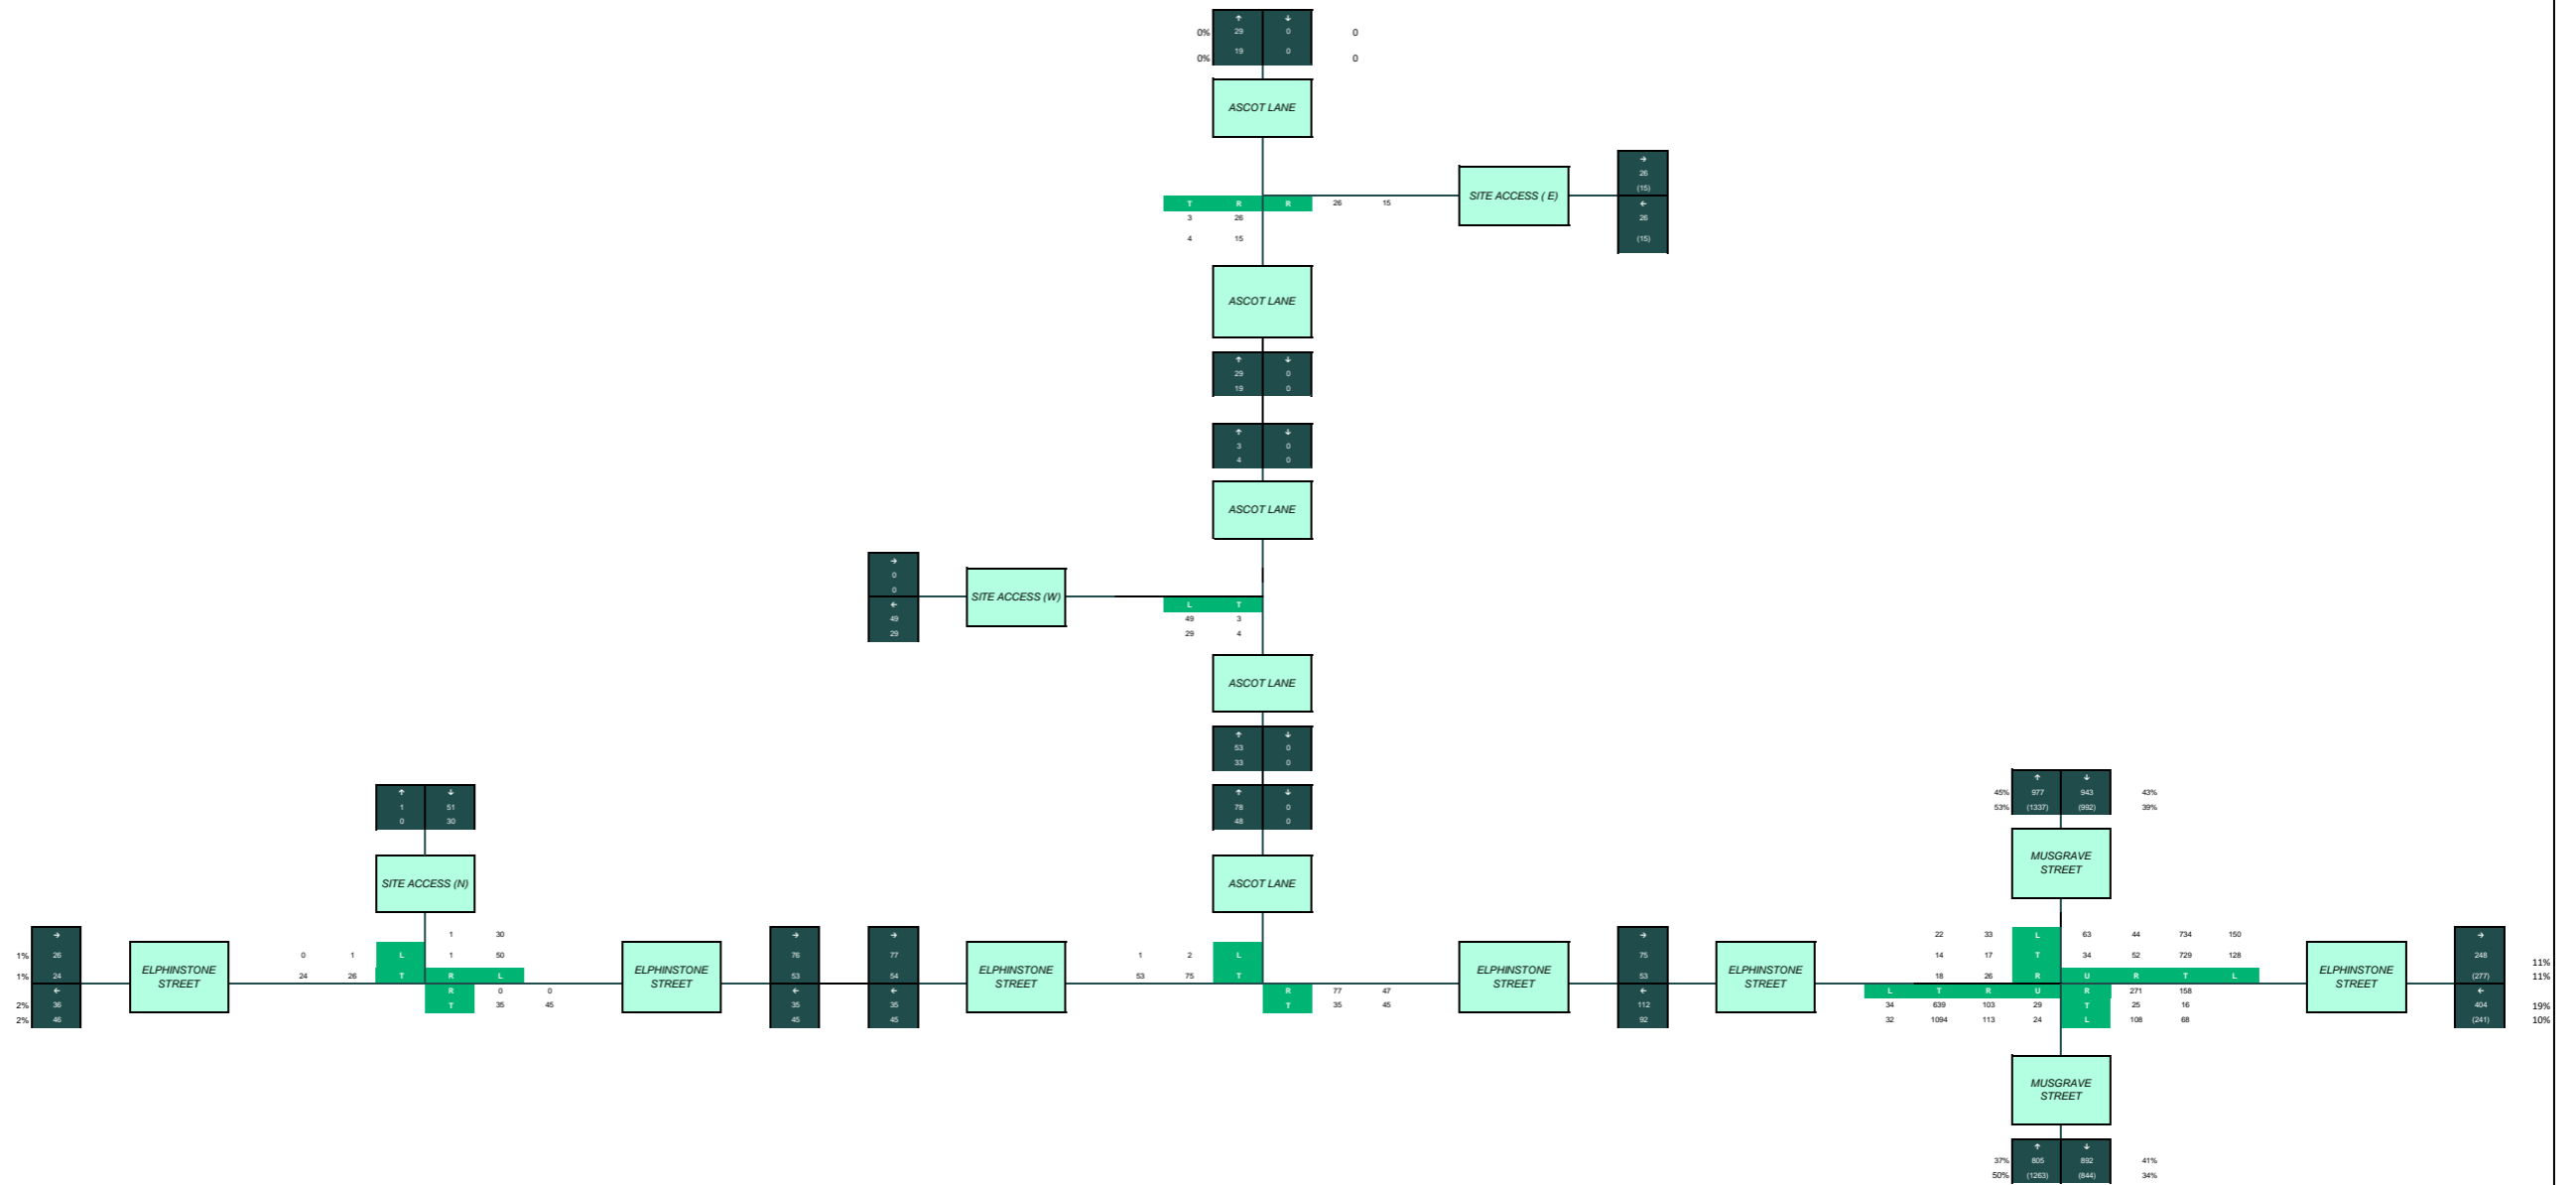 ↑ ↓
0% 29 0 0
19 0
0% 0
ASCOT LANE
→
26
(15)
SITE ACCESS ( E)
T R R 26 15
←
3 26 26
4 15 (15)
ASCOT LANE
↑ ↓
29 0
19 0
↑ ↓
3 0
4 0
ASCOT LANE
→
0
0
SITE ACCESS (W)
← L T
49 49 3
29 29 4
ASCOT LANE
↑ ↓
53 0
33 0
↑ ↓ ↑ ↓ ↑ ↓
1 51 78 0 45% 977 943 43%
0 30 48 0 53% (1337) (992) 39%
SITE ACCESS (N) ASCOT LANE MUSGRAVE
STREET
→ 1 30 → → → 22 33 L 63 44 734 150 →
1% 26 0 1 L 1 50 76 77 1 2 L 75 14 17 T 34 52 729 128 248 11%
1% 24 ELPHINSTONE STREET 24 26 T R L ELPHINSTONE STREET 53 54 ELPHINSTONE STREET 53 75 T ELPHINSTONE STREET 53 ELPHINSTONE STREET 18 26 R U R T L ELPHINSTONE STREET (277) 11%
← R 0 0 ← ← R 77 47 ← L T R U R 271 158 ←
2% 36 T 35 45 35 35 T 35 45 112 34 639 103 29 T 25 16 404 19%
2% 46 45 45 92 32 1094 113 24 L 108 68 (241) 10%
MUSGRAVE
STREET
↑ ↓
37% 805 892 41%
50% (1263) (844) 34%